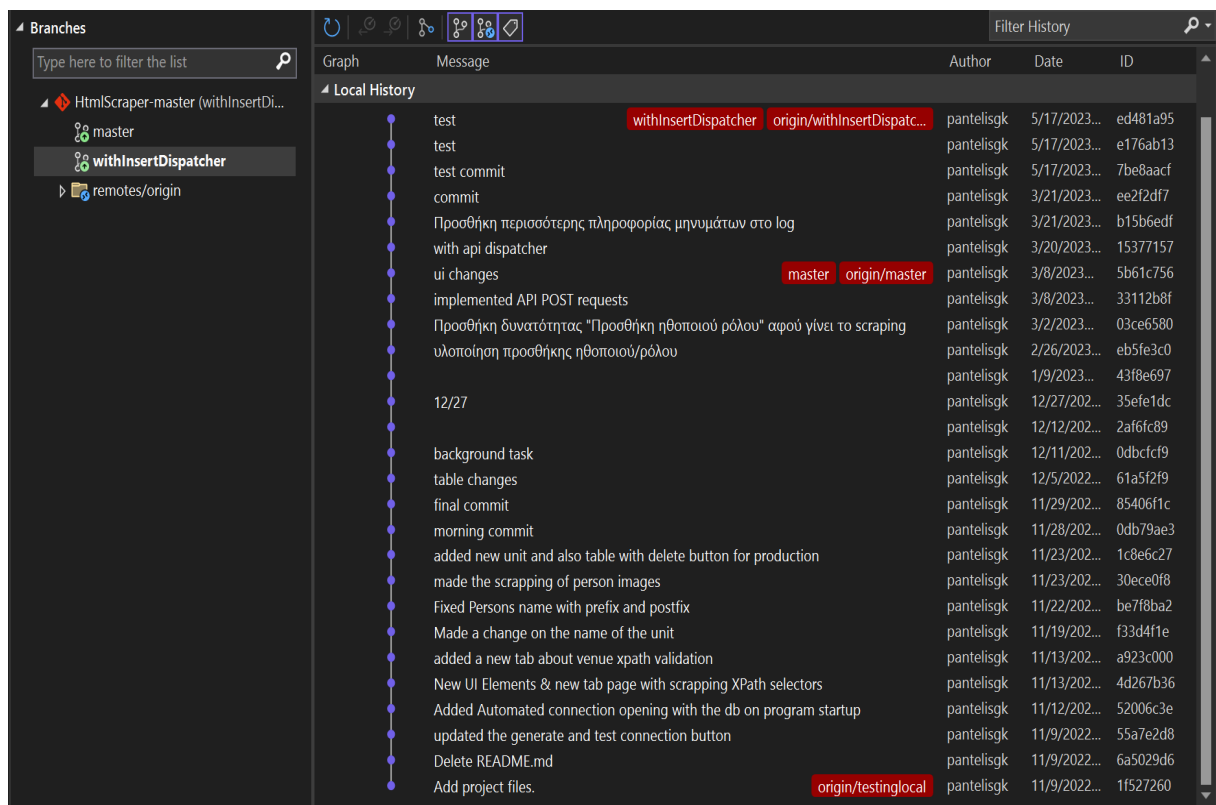 Branches
Filter History
Type here to filter the list
Graph Message Author Date ID
HtmlScraper-master (withInsertDi...
Local History
master
withInsertDispatcher
remotes/origin
test withInsertDispatcher origin/withInsertDispatc... pantelisgk 5/17/2023... ed481a95
test pantelisgk 5/17/2023... e176ab13
test commit pantelisgk 5/17/2023... 7be8aacf
commit pantelisgk 3/21/2023... ee2f2df7
Προσθήκη περισσότερης πληροφορίας μηνυμάτων στο log pantelisgk 3/21/2023... b15b6edf
with api dispatcher pantelisgk 3/20/2023... 15377157
ui changes master origin/master pantelisgk 3/8/2023... 5b61c756
implemented API POST requests pantelisgk 3/8/2023... 33112b8f
Προσθήκη δυνατότητας "Προσθήκη ηθοποιού ρόλου" αφού γίνει το scraping pantelisgk 3/2/2023... 03ce6580
υλοποίηση προσθήκης ηθοποιού/ρόλου pantelisgk 2/26/2023... eb5fe3c0
pantelisgk 1/9/2023... 43f8e697
12/27 pantelisgk 12/27/202... 35efe1dc
pantelisgk 12/12/202... 2af6fc89
background task pantelisgk 12/11/202... 0dbcfcf9
table changes pantelisgk 12/5/2022... 61a5f2f9
final commit pantelisgk 11/29/202... 85406f1c
morning commit pantelisgk 11/28/202... 0db79ae3
added new unit and also table with delete button for production pantelisgk 11/23/202... 1c8e6c27
made the scrapping of person images pantelisgk 11/23/202... 30ece0f8
Fixed Persons name with prefix and postfix pantelisgk 11/22/202... be7f8ba2
Made a change on the name of the unit pantelisgk 11/19/202... f33d4f1e
added a new tab about venue xpath validation pantelisgk 11/13/202... a923c000
New UI Elements & new tab page with scrapping XPath selectors pantelisgk 11/13/202... 4d267b36
Added Automated connection opening with the db on program startup pantelisgk 11/12/202... 52006c3e
updated the generate and test connection button pantelisgk 11/9/2022... 55a7e2d8
Delete README.md pantelisgk 11/9/2022... 6a5029d6
Add project files. origin/testinglocal pantelisgk 11/9/2022... 1f527260